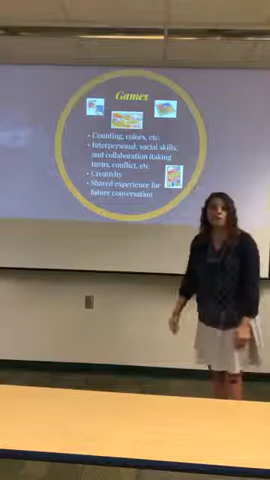 Games
• Counting, colors, etc.
• Interpersonal, social skills,
and collaboration (taking
turns, conflict, etc.
• Creativity
• Shared experience for
future conversation